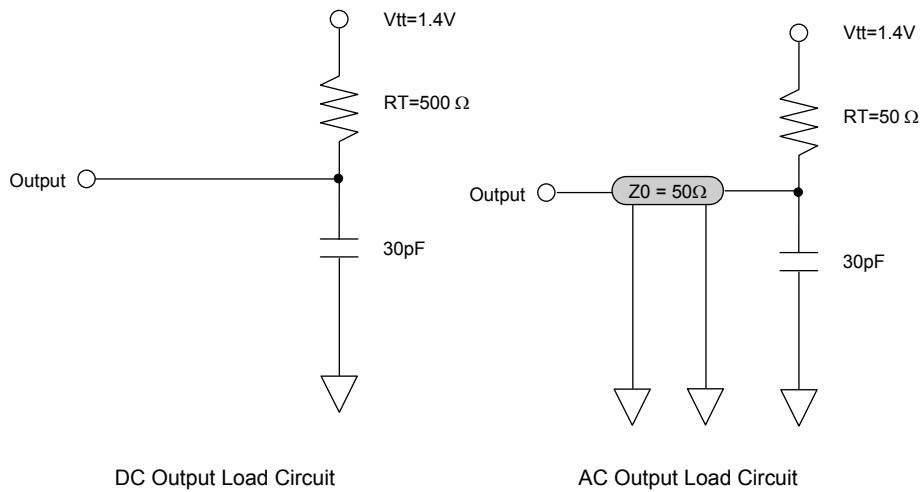 Vtt=1.4V
RT=500 Ω
Output
30pF
DC Output Load Circuit
Vtt=1.4V
RT=50 Ω
Output
Z0 = 50Ω
30pF
AC Output Load Circuit